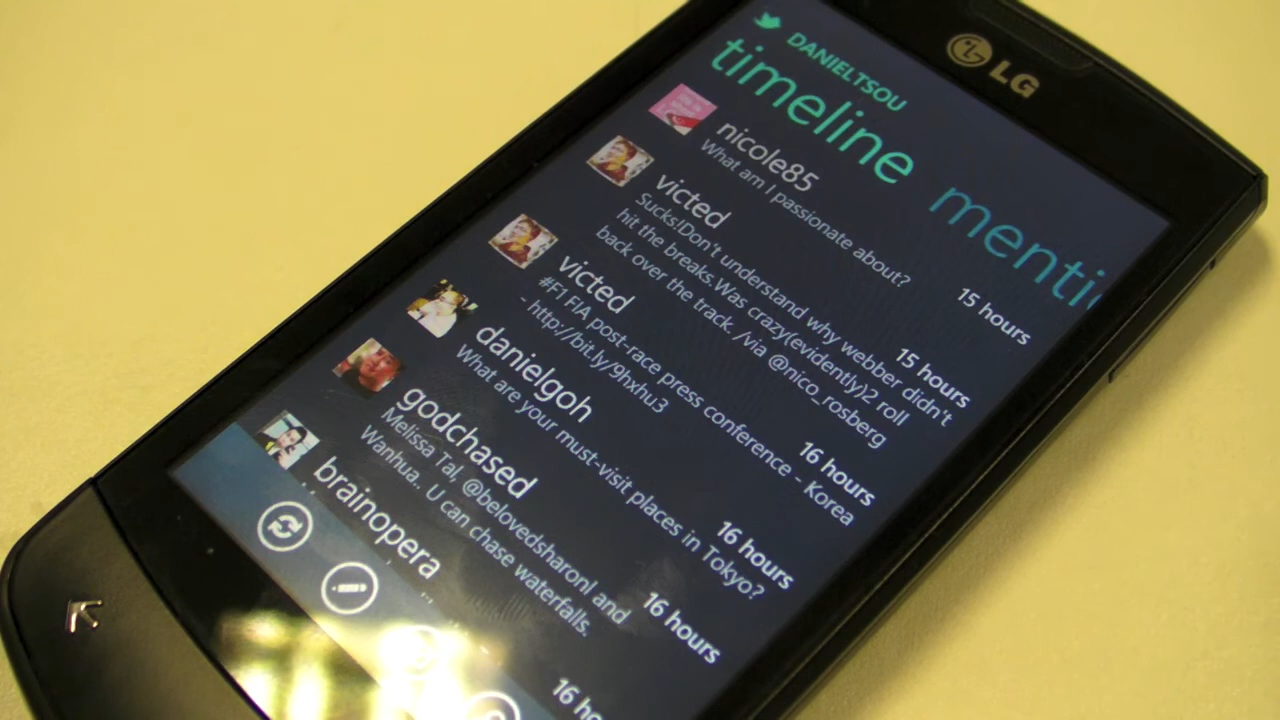 LG
DANIELTSOU
timeline
menti
nicole85
What am I passionate about?
15 hours
victed
Sucks!Don't understand why webber didn't
hit the breaks.Was crazy(evidently)2 roll
back over the track. /via @nico_rosberg
15 hours
victed
#F1 FIA post-race press conference - Korea
- http://bit.ly/9hxhu3
16 hours
danielgoh
What are your must-visit places in Tokyo?
16 hours
godchased
Melissa Tal, @belovedsharonl and
Wanhua.. U can chase waterfalls.
16 hours
brainopera
16 ho